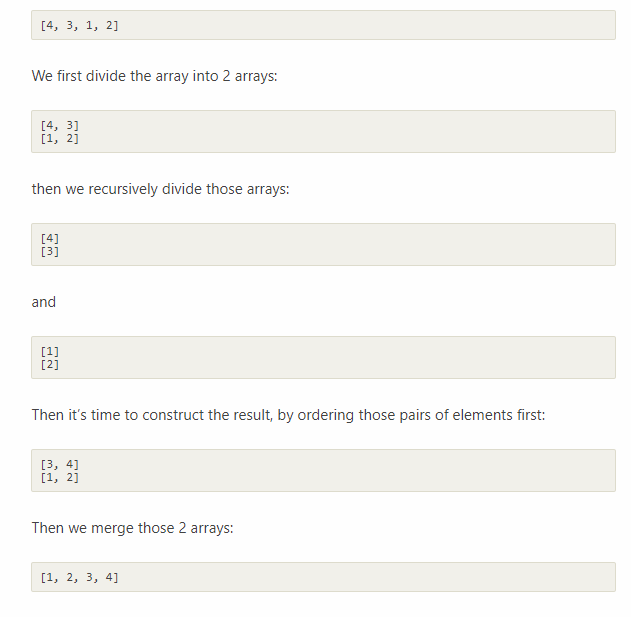 [4, 3, 1, 2]
We first divide the array into 2 arrays:
[4, 3]
[1, 2]
then we recursively divide those arrays:
[4]
[3]
and
[1]
[2]
Then it’s time to construct the result, by ordering those pairs of elements first:
[3, 4]
[1, 2]
Then we merge those 2 arrays:
[1, 2, 3, 4]